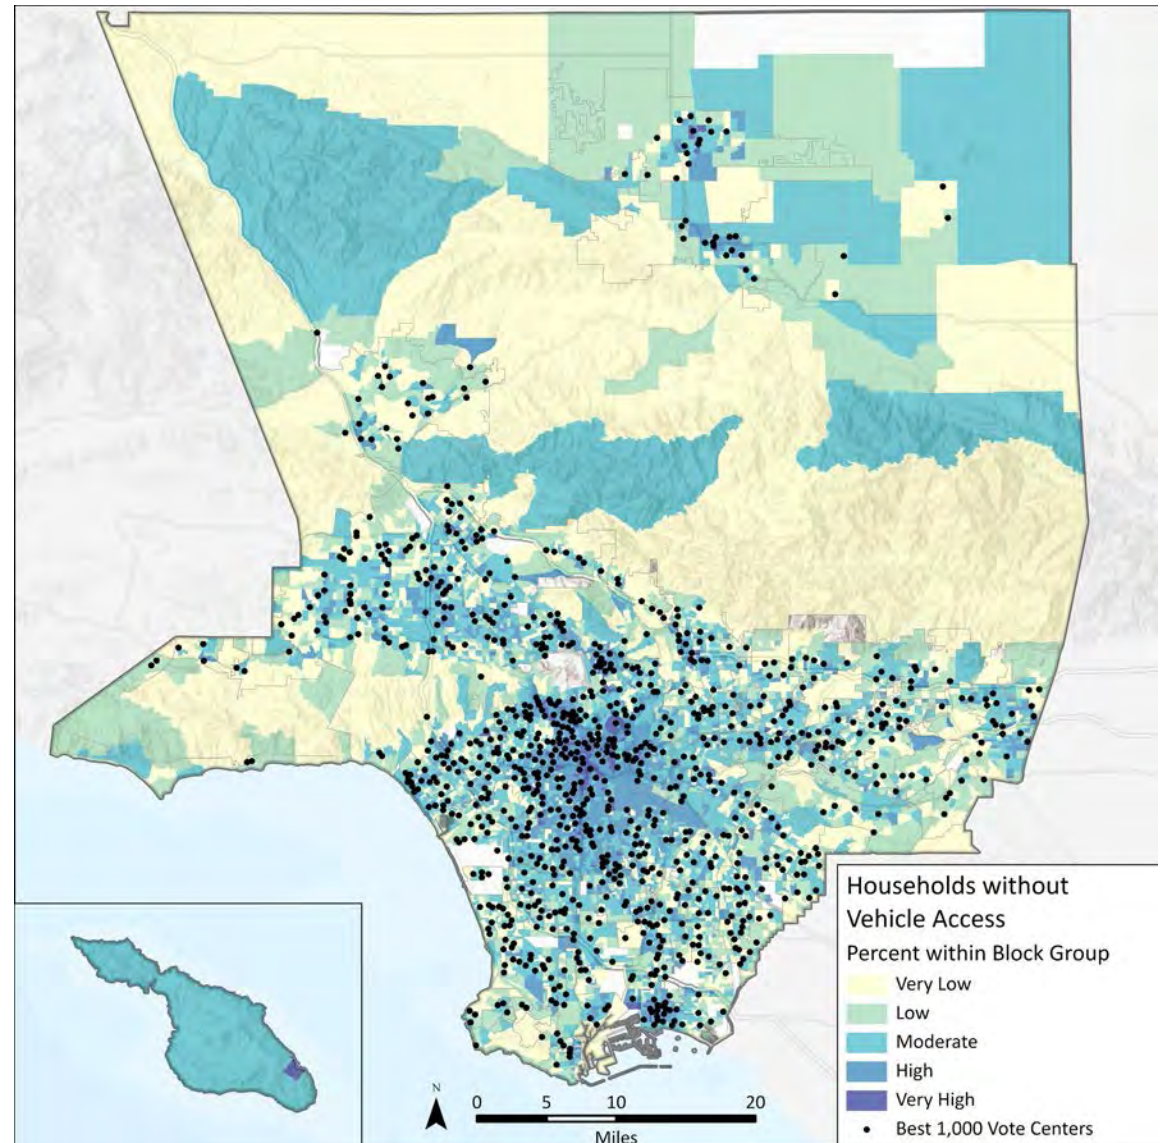 Households without
Vehicle Access
Percent within Block Group
Very Low
Low
Moderate
High
Very High
Best 1,000 Vote Centers
N
0 5 10 20
Miles